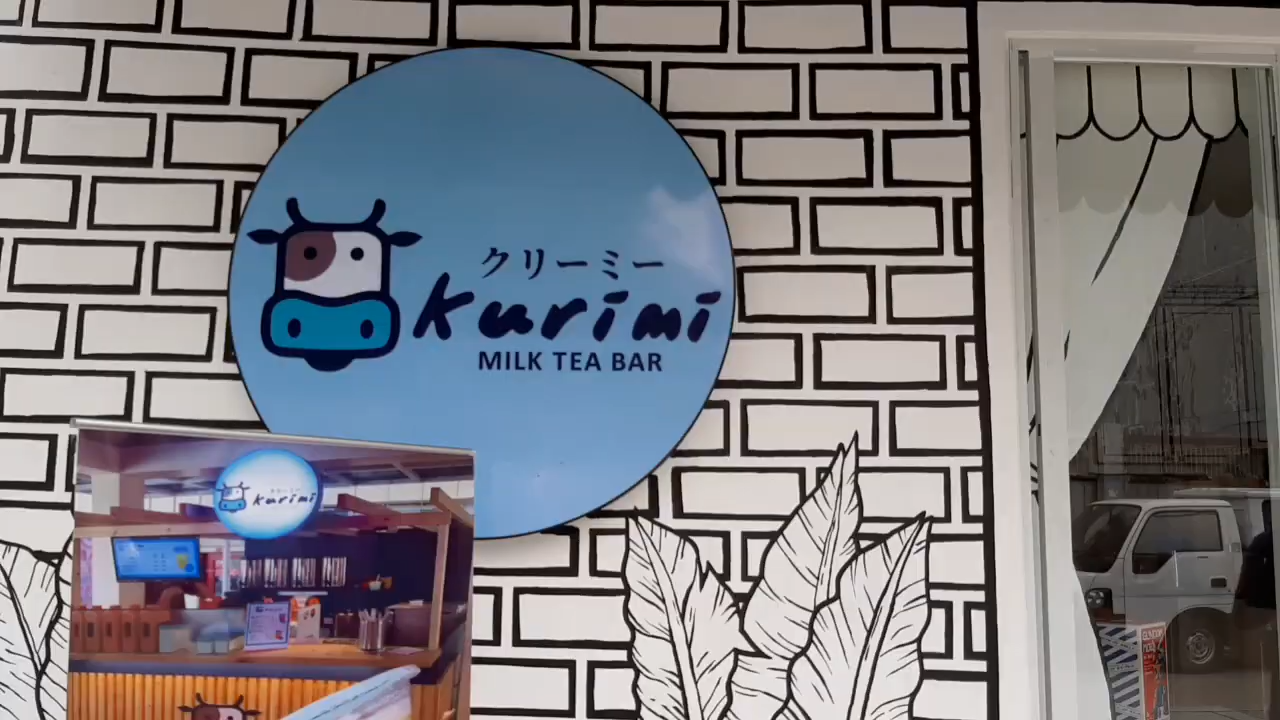 クリーミー
kurimi
MILK TEA BAR
kurimi